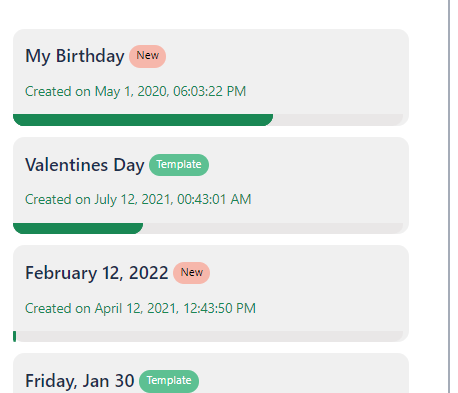 My Birthday New
Created on May 1, 2020, 06:03:22 PM
Valentines Day Template
Created on July 12, 2021, 00:43:01 AM
February 12, 2022 New
Created on April 12, 2021, 12:43:50 PM
Friday, Jan 30 Template